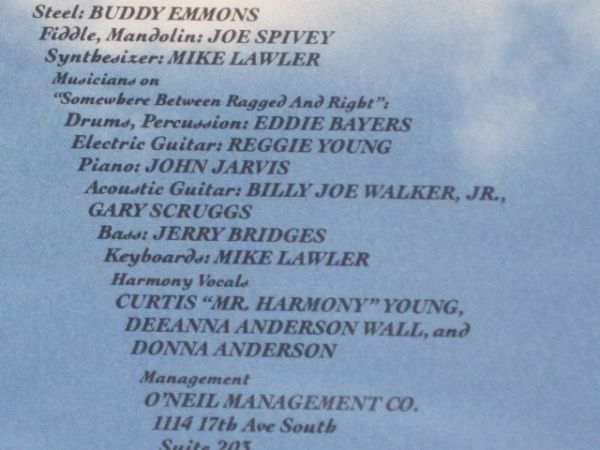 Steel: BUDDY EMMONS
Fiddle, Mandolin: JOE SPIVEY
Synthesizer: MIKE LAWLER
Musicians on
"Somewhere Between Ragged And Right":
Drums, Percussion: EDDIE BAYERS
Electric Guitar: REGGIE YOUNG
Piano: JOHN JARVIS
Acoustic Guitar: BILLY JOE WALKER, JR.,
GARY SCRUGGS
Bass: JERRY BRIDGES
Keyboards: MIKE LAWLER
Harmony Vocals
CURTIS "MR. HARMONY" YOUNG,
DEEANNA ANDERSON WALL, and
DONNA ANDERSON
Management
O'NEIL MANAGEMENT CO.
1114 17th Ave South
Suite 203